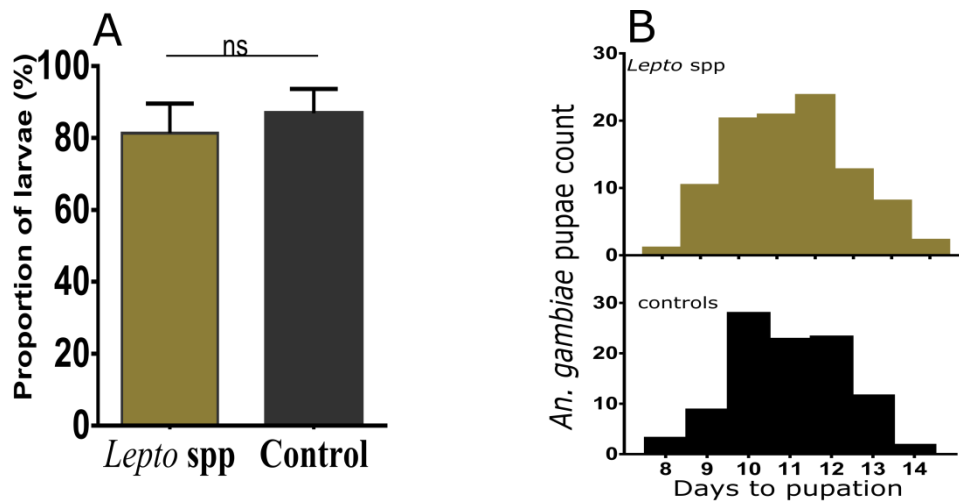 A
ns
Proportion of larvae (%)
100
80
60
40
20
0
Lepto spp Control
B
An. gambiae pupae count
30
Lepto spp
20
10
0
30
controls
20
10
0
8 9 10 11 12 13 14
Days to pupation